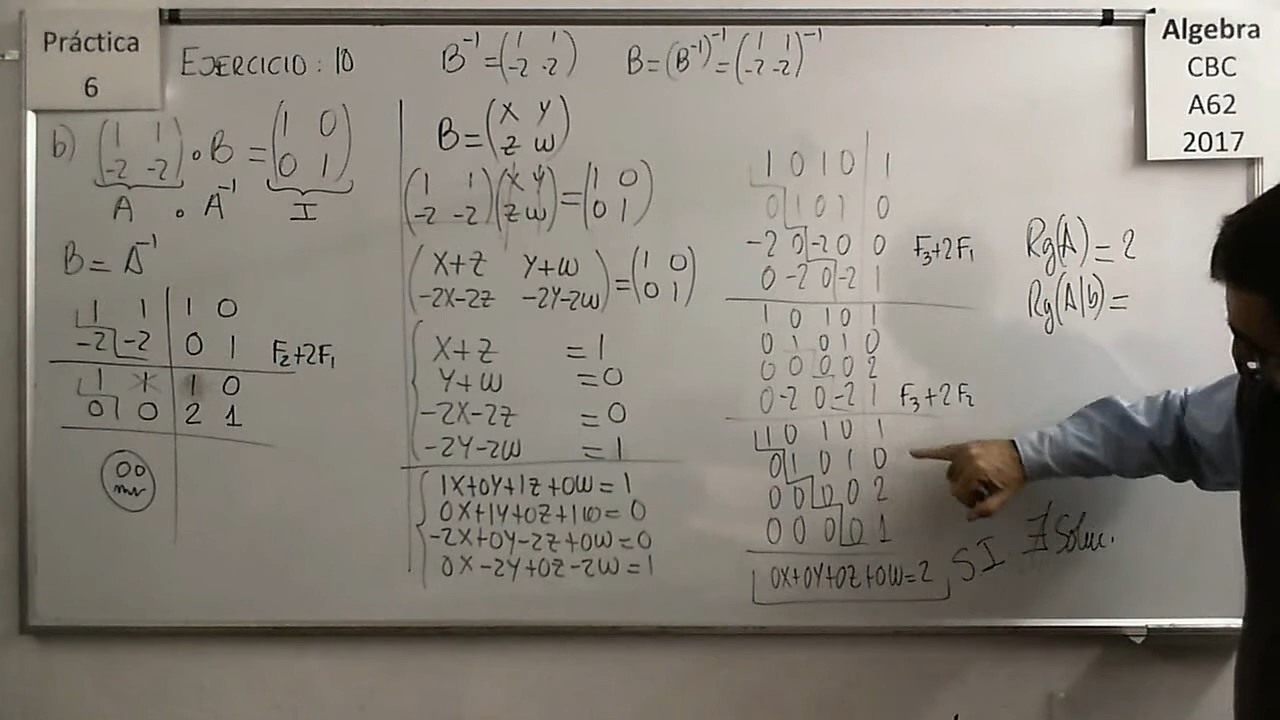 Práctica
6
EJERCICIO: 10
B⁻¹=(1 1
-2 -2)
B=(B⁻¹)⁻¹=(1 1
-2 -2)⁻¹
Algebra
CBC
A62
2017
b) (1 1
-2 -2) ∘ B = (1 0
0 1)
A ∘ A⁻¹ I
B = A⁻¹
1 1 | 1 0
-2 -2 | 0 1 F₂+2F₁
1 1 | 1 0
0 0 | 2 1
B=(X Y
Z W)
(1 1
-2 -2)(X Y
Z W)=(1 0
0 1)
(X+Z Y+W
-2X-2Z -2Y-2W)=(1 0
0 1)
X+Z =1
Y+W =0
-2X-2Z =0
-2Y-2W =1
1X+0Y+1Z+0W=1
0X+1Y+0Z+1W=0
-2X+0Y-2Z+0W=0
0X-2Y+0Z-2W=1
1 0 1 0 | 1
0 1 0 1 | 0
-2 0 -2 0 | 0 F₃+2F₁
0 -2 0 -2 | 1
1 0 1 0 | 1
0 1 0 1 | 0
0 0 0 0 | 2
0 -2 0 -2 | 1 F₃+2F₂
1 0 1 0 | 1
0 1 0 1 | 0
0 0 0 0 | 2
0 0 0 0 | 1
0X+0Y+0Z+0W=2 SI ∄ Soluc.
Rg(A)=2
Rg(A|b)=